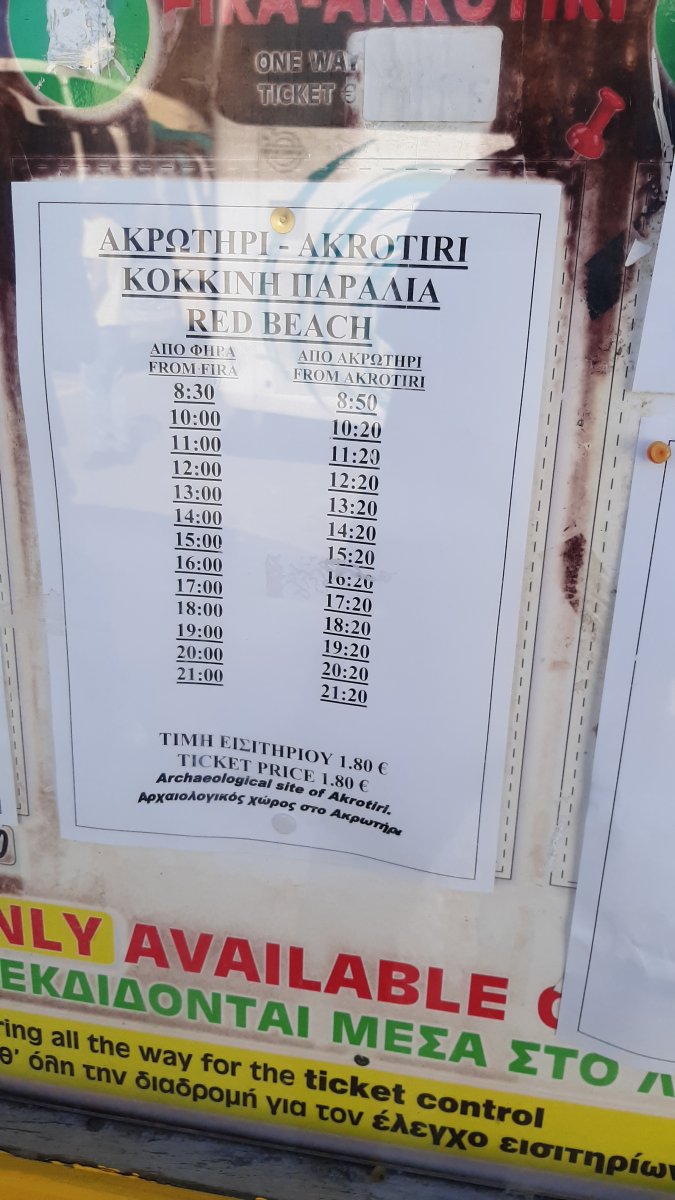 FIRA-AKROTIRI
ONE WAY
TICKET €
ΑΚΡΩΤΗΡΙ - AKROTIRI
ΚΟΚΚΙΝΗ ΠΑΡΑΛΙΑ
RED BEACH
ΑΠΟ ΦΗΡΑ ΑΠΟ ΑΚΡΩΤΗΡΙ
FROM FIRA FROM AKROTIRI
8:30 8:50
10:00 10:20
11:00 11:20
12:00 12:20
13:00 13:20
14:00 14:20
15:00 15:20
16:00 16:20
17:00 17:20
18:00 18:20
19:00 19:20
20:00 20:20
21:00 21:20
ΤΙΜΗ ΕΙΣΙΤΗΡΙΟΥ 1.80 €
TICKET PRICE 1.80 €
Archaeological site of Akrotiri.
Αρχαιολογικός χώρος στο Ακρωτήρι
NLY AVAILABLE
ΕΚΔΙΔΟΝΤΑΙ ΜΕΣΑ ΣΤΟ
ring all the way for the ticket control
θ' όλη την διαδρομή για τον έλεγχο εισιτηρίων